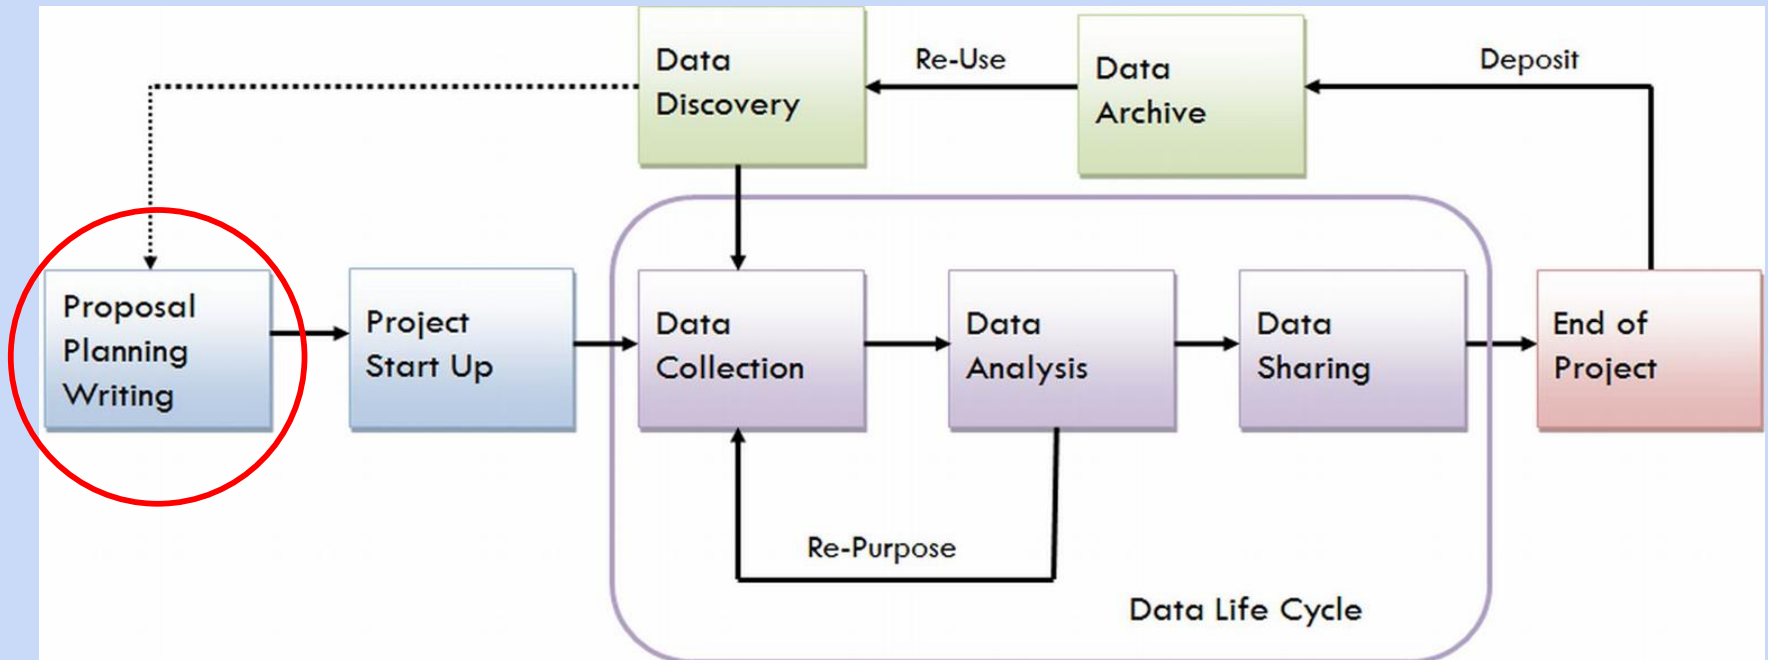 Data
Discovery
Re-Use
Data
Archive
Deposit
Proposal
Planning
Writing
Project
Start Up
Data
Collection
Data
Analysis
Data
Sharing
End of
Project
Re-Purpose
Data Life Cycle